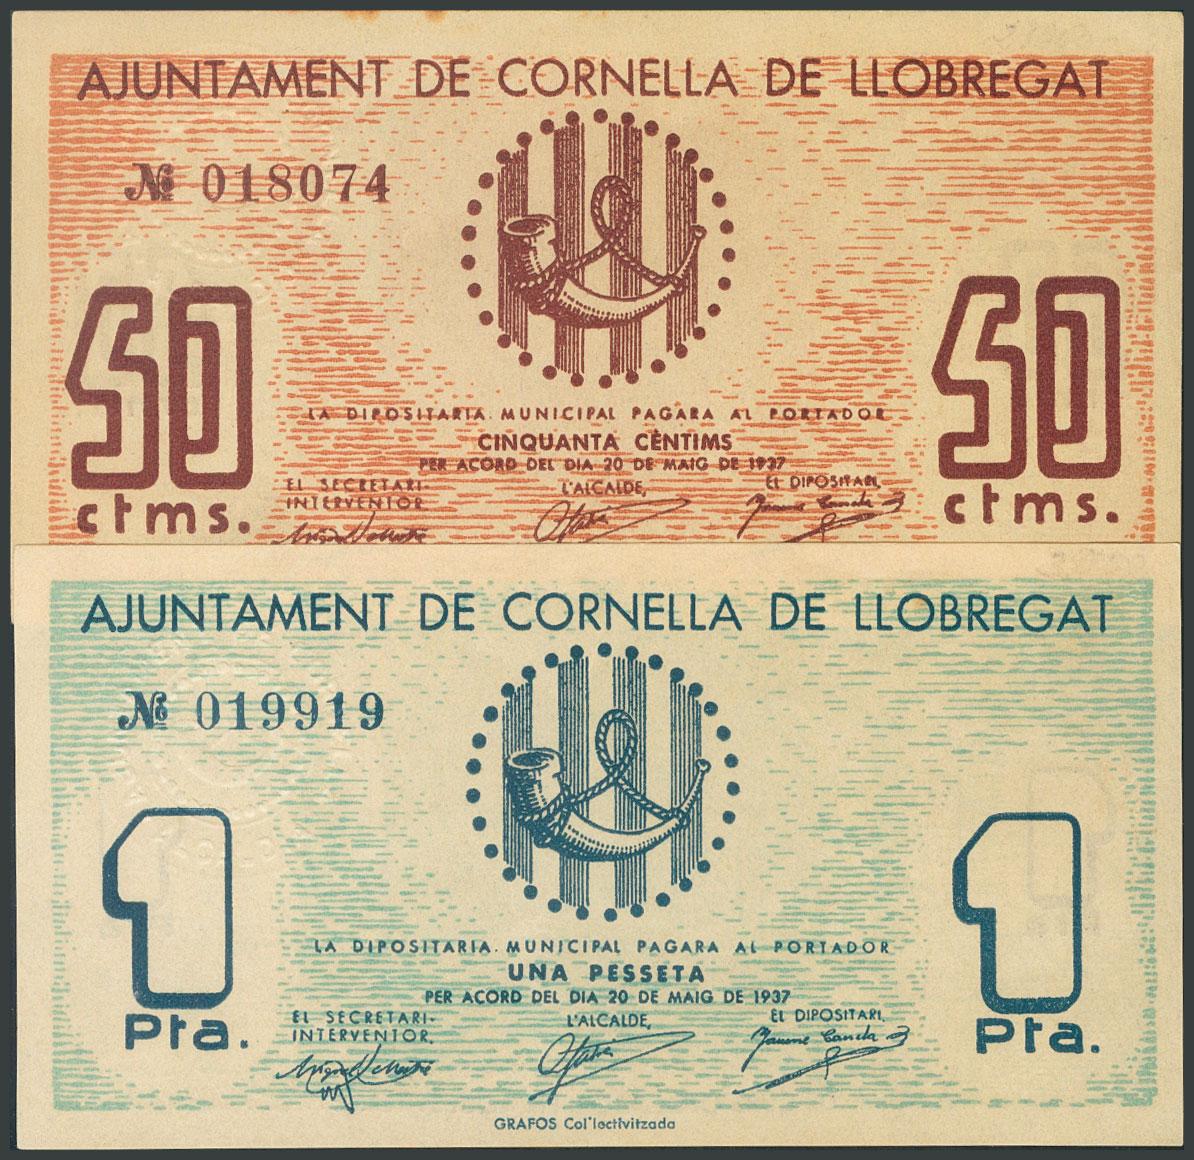 AJUNTAMENT DE CORNELLA DE LLOBREGAT
№ 018074
50 ctms.
50 ctms.
LA DIPOSITARIA MUNICIPAL PAGARA AL PORTADOR
CINQUANTA CÈNTIMS
PER ACORD DEL DIA 20 DE MAIG DE 1937
EL SECRETARI-
INTERVENTOR
L'ALCALDE,
EL DIPOSITARI,
AJUNTAMENT DE CORNELLA DE LLOBREGAT
№ 019919
1 Pta.
1 Pta.
LA DIPOSITARIA MUNICIPAL PAGARA AL PORTADOR
UNA PESSETA
PER ACORD DEL DIA 20 DE MAIG DE 1937
EL SECRETARI-
INTERVENTOR,
L'ALCALDE,
EL DIPOSITARI,
GRAFOS Col'lectivitzada